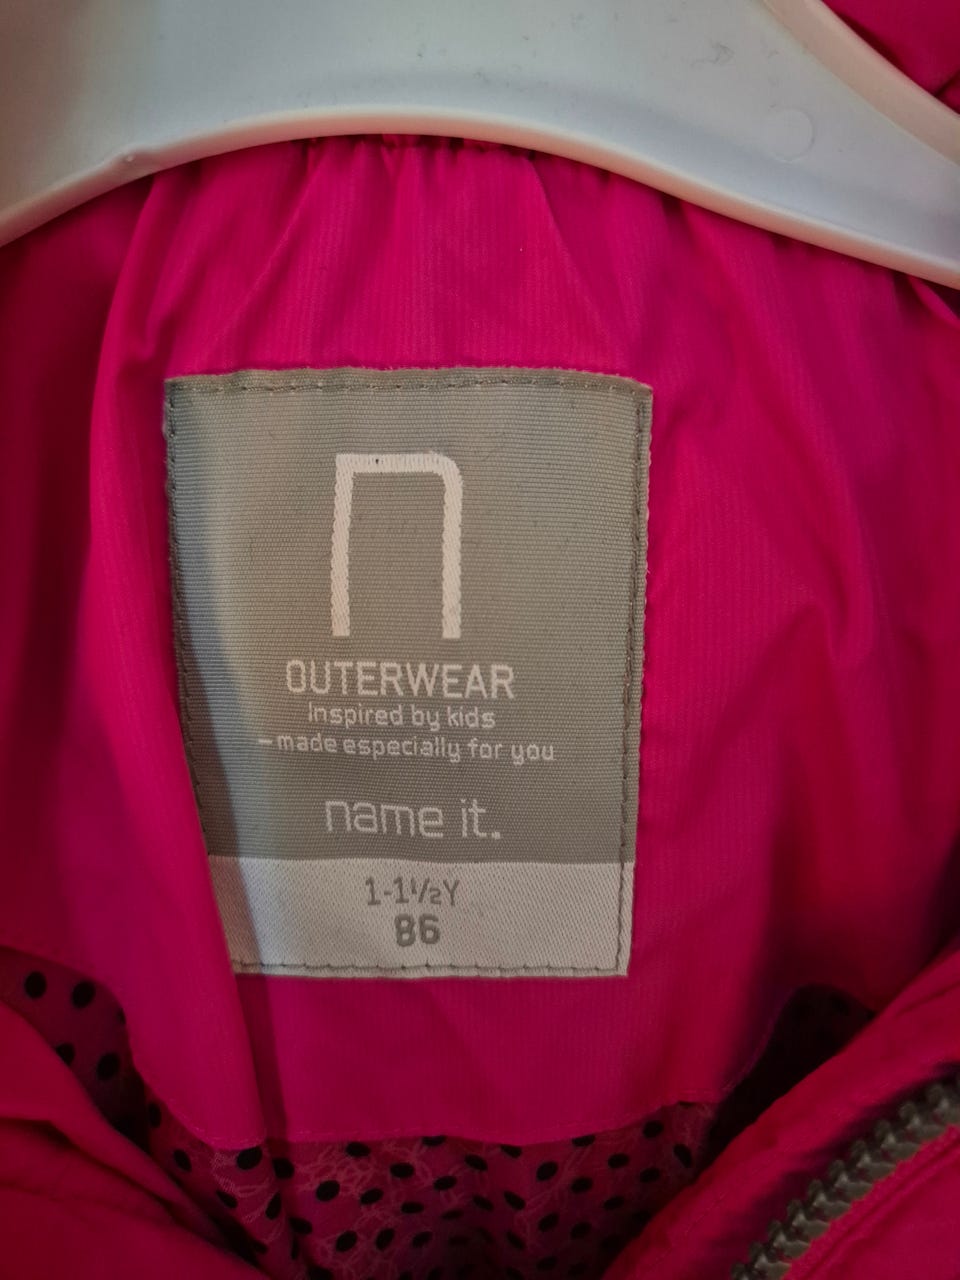 OUTERWEAR
Inspired by kids
– made especially for you
name it.
1-1½Y
86